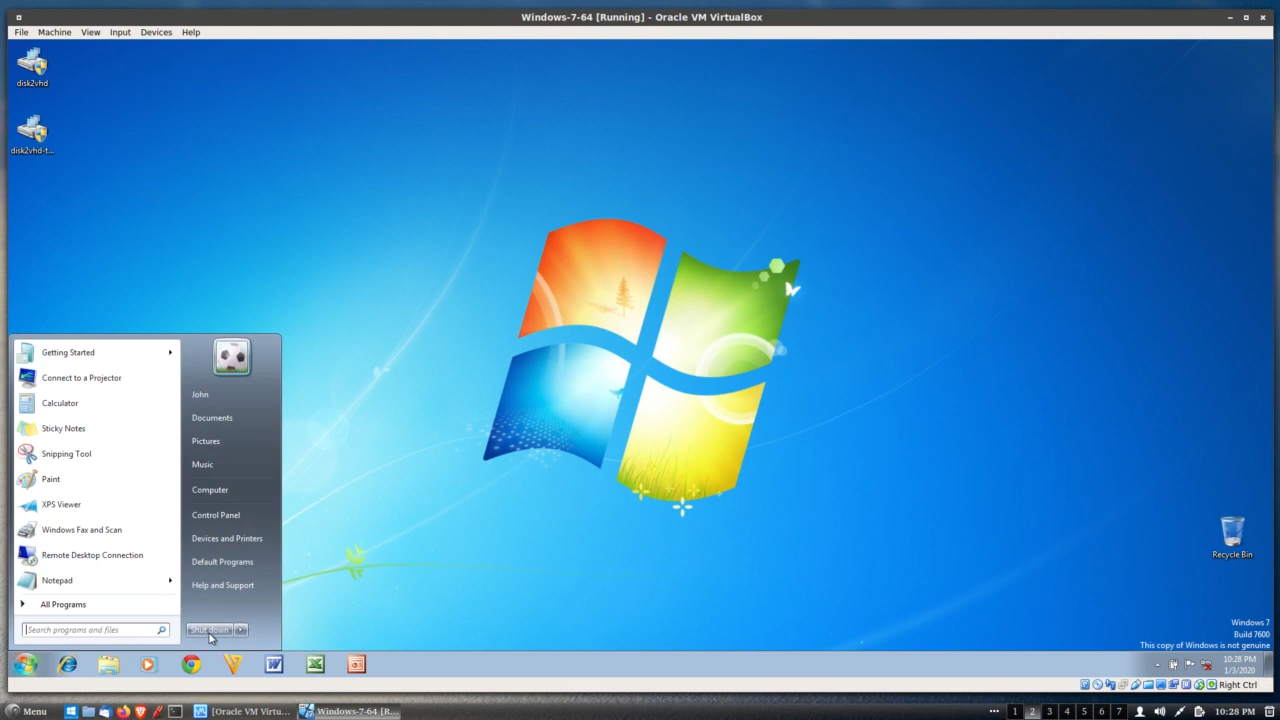 Windows-7-64 [Running] - Oracle VM VirtualBox
File Machine View Input Devices Help
disk2vhd
disk2vhd-t...
Getting Started
Connect to a Projector
Calculator
Sticky Notes
Snipping Tool
Paint
XPS Viewer
Windows Fax and Scan
Remote Desktop Connection
Notepad
All Programs
Search programs and files
John
Documents
Pictures
Music
Computer
Control Panel
Devices and Printers
Default Programs
Help and Support
Shut down
Recycle Bin
Windows 7
Build 7600
This copy of Windows is not genuine
10:28 PM
1/3/2020
Right Ctrl
Menu
[Oracle VM Virtu...
Windows-7-64 [R...
1 2 3 4 5 6 7
10:28 PM